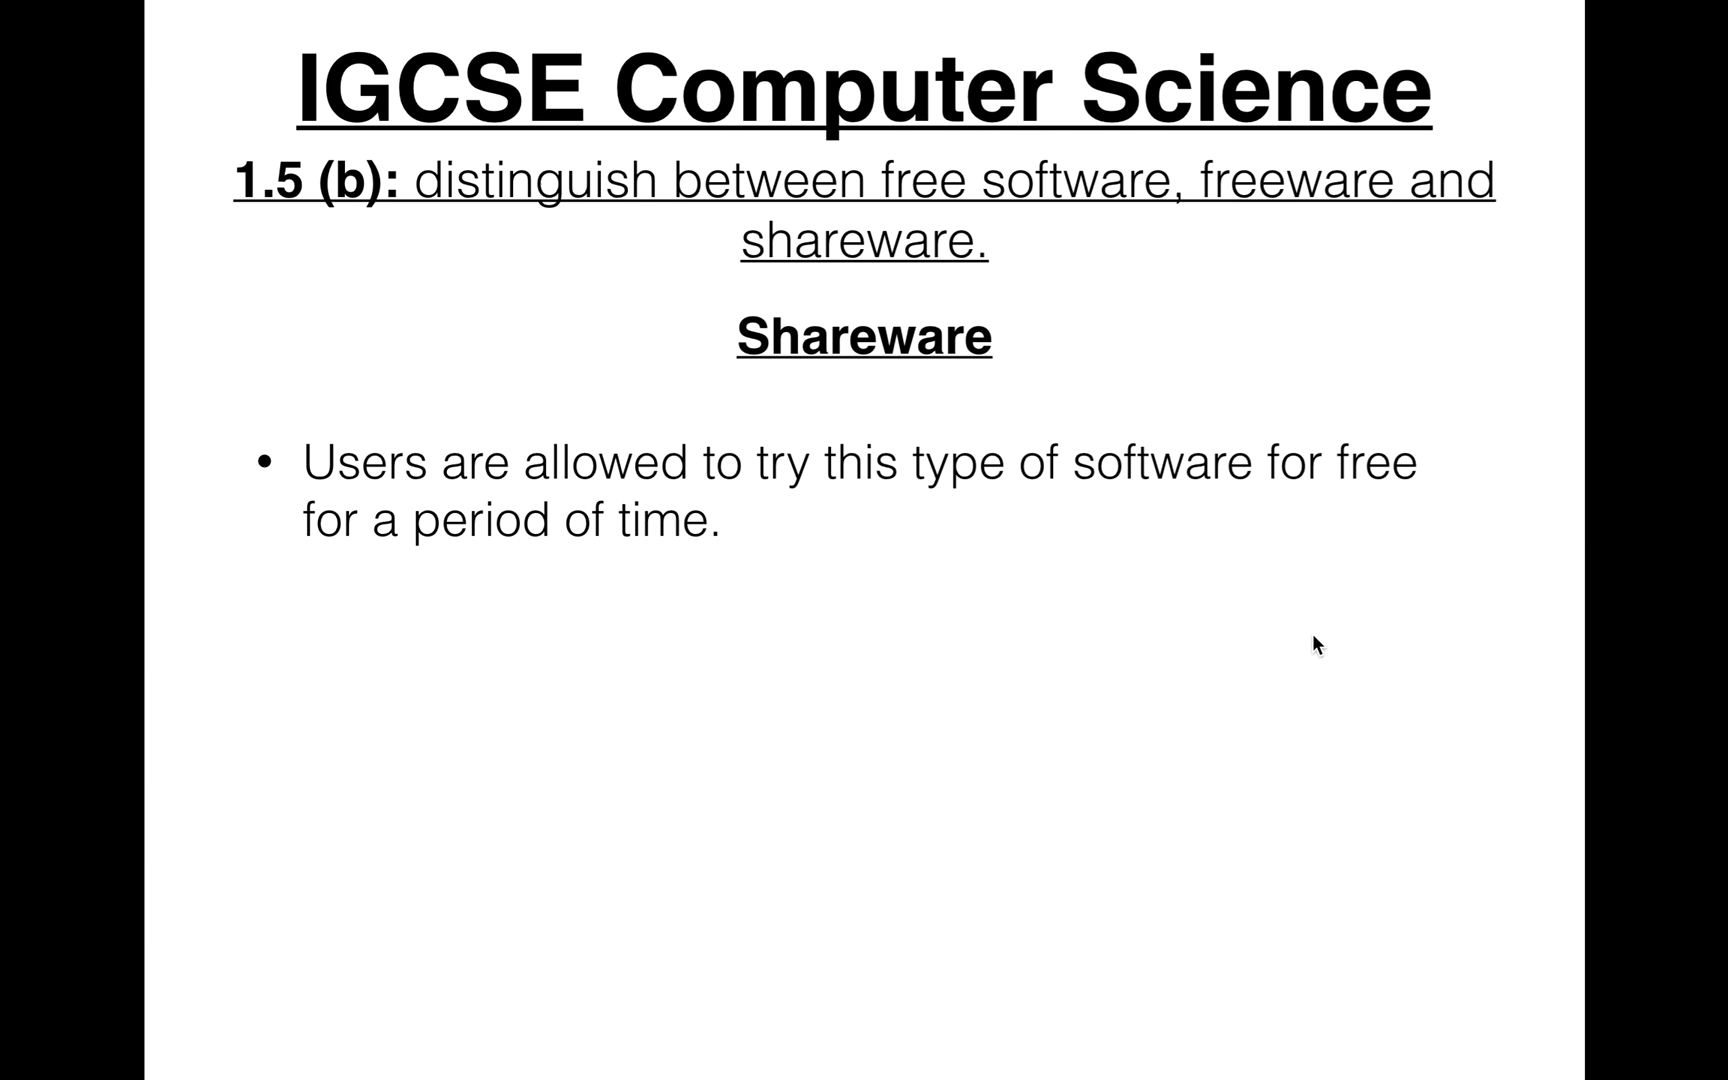 IGCSE Computer Science
1.5 (b): distinguish between free software, freeware and
shareware.
Shareware
• Users are allowed to try this type of software for free
for a period of time.